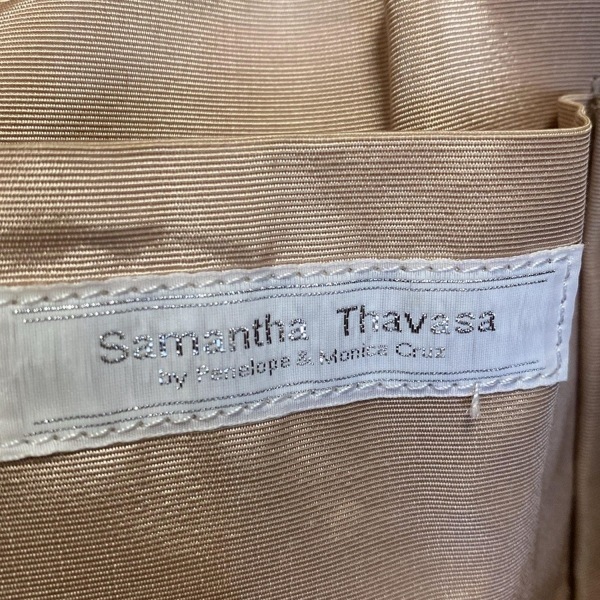 Samantha Thavasa
by Penelope & Monica Cruz